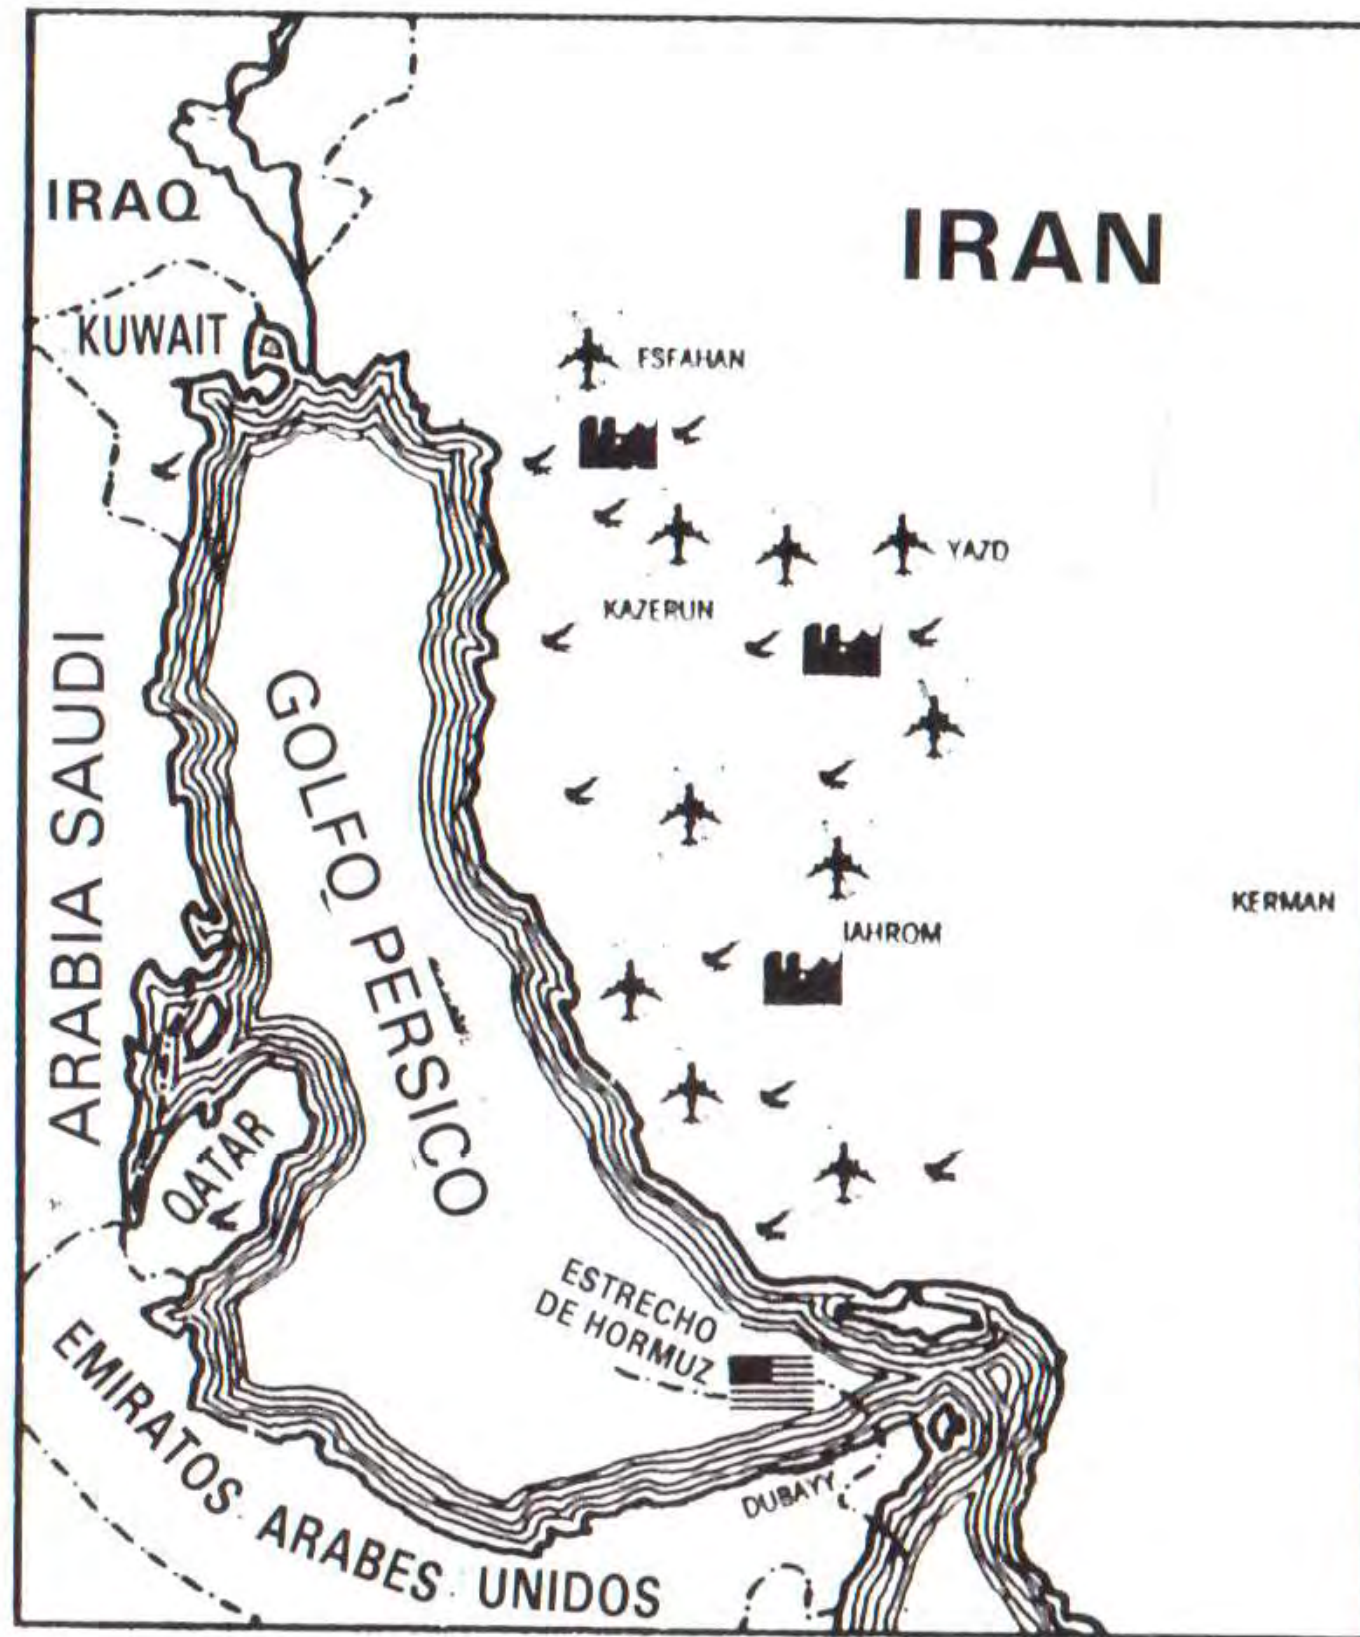 IRAQ
IRAN
KUWAIT
ESFAHAN
YAZD
KAZERUN
ARABIA SAUDI
GOLFO PERSICO
KERMAN
IAHROM
QATAR
ESTRECHO
DE HORMUZ
EMIRATOS ARABES UNIDOS
DUBAYY